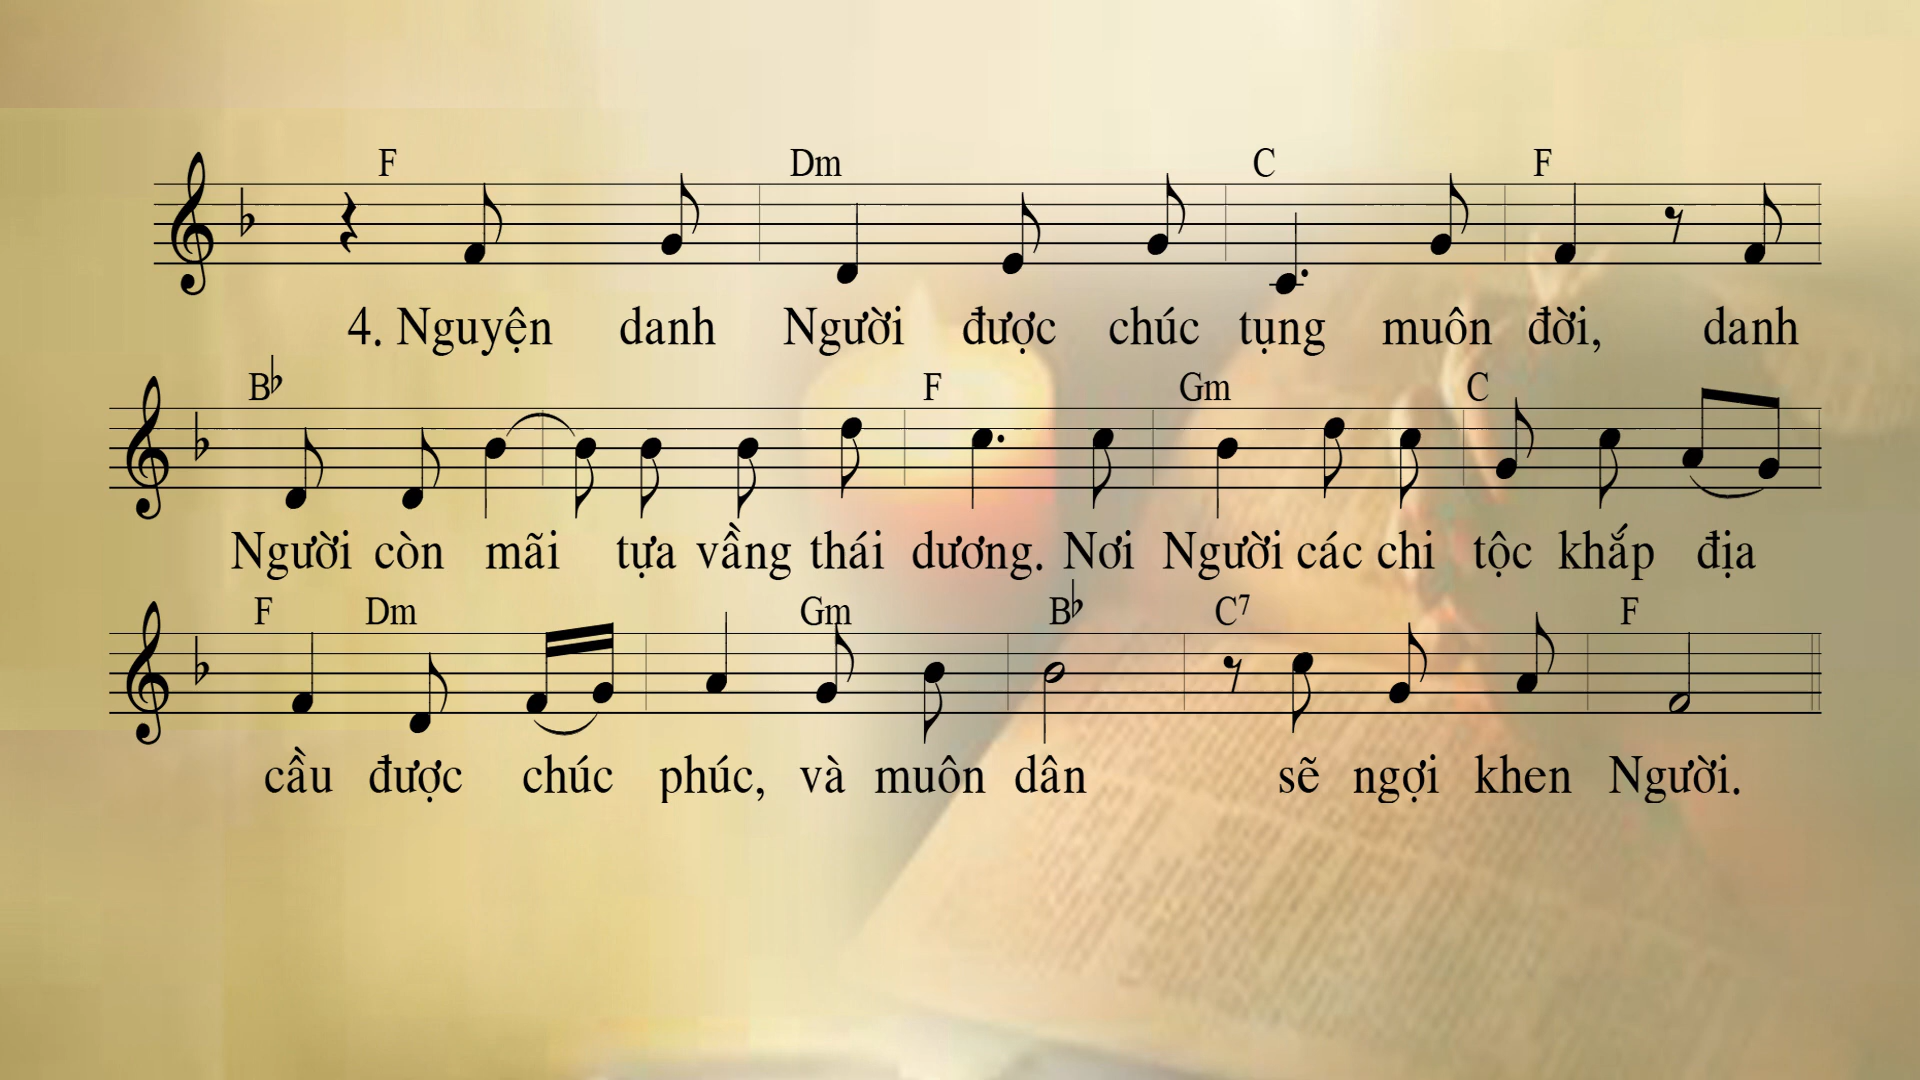 F Dm C F
4. Nguyện danh Người được chúc tụng muôn đời, danh
B♭ F Gm C
Người còn mãi tựa vầng thái dương. Nơi Người các chi tộc khắp địa
F Dm Gm B♭ C7 F
cầu được chúc phúc, và muôn dân sẽ ngợi khen Người.